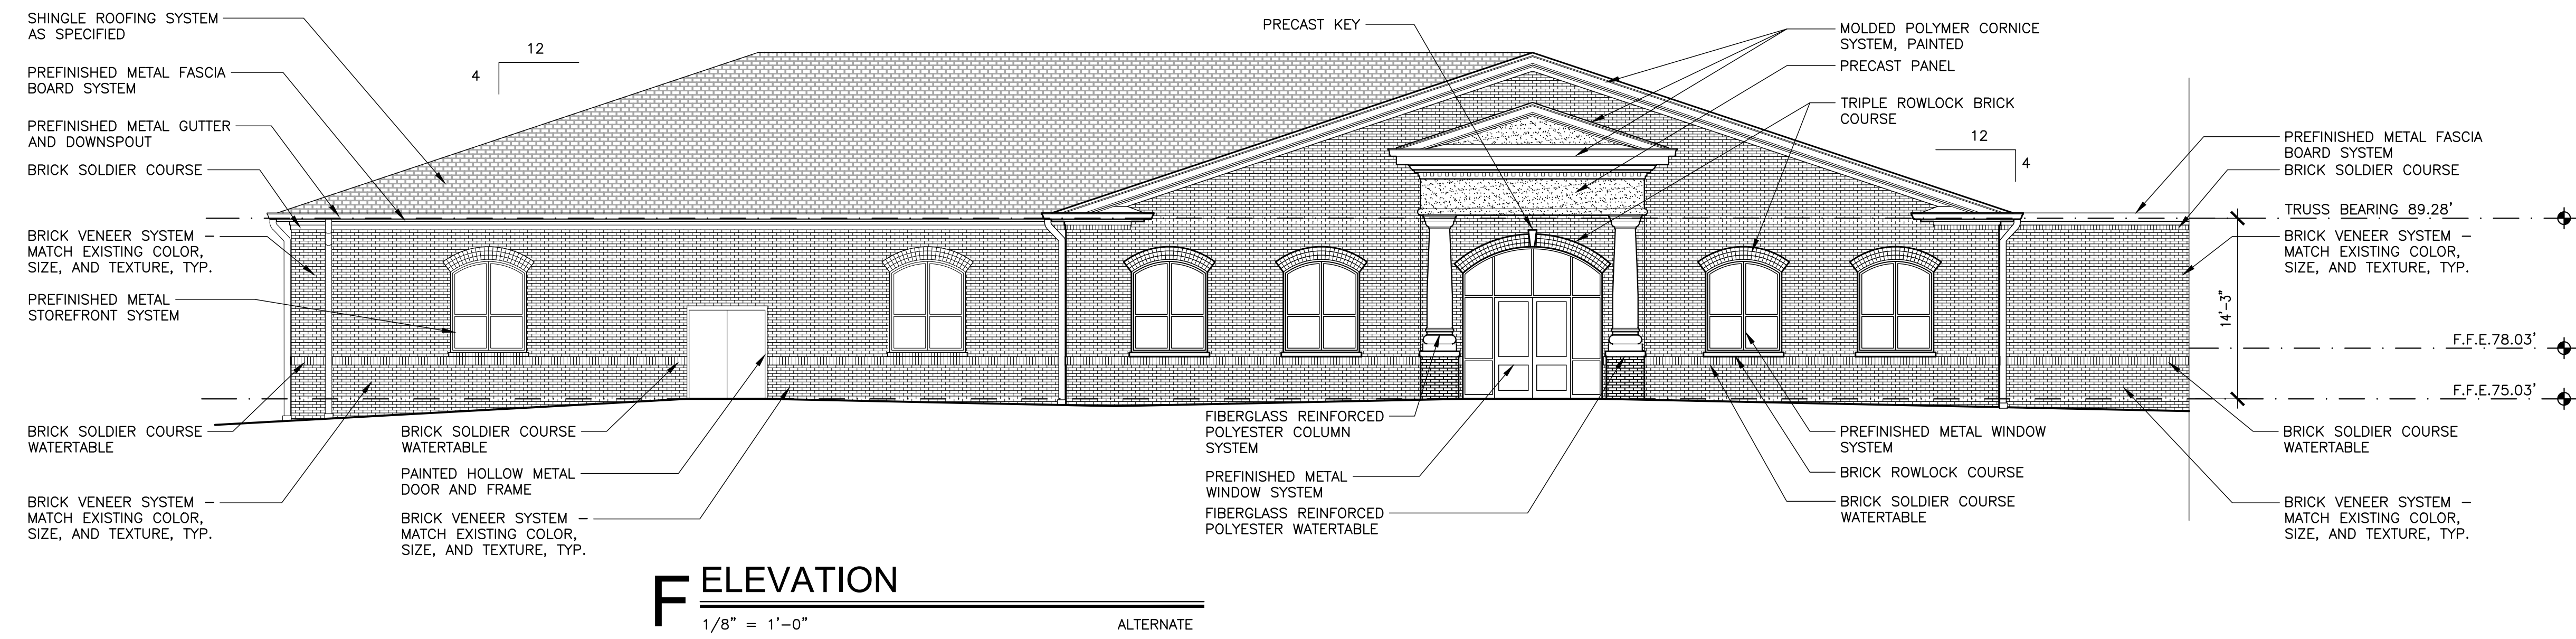 SHINGLE ROOFING SYSTEM
AS SPECIFIED
PREFINISHED METAL FASCIA
BOARD SYSTEM
PREFINISHED METAL GUTTER
AND DOWNSPOUT
BRICK SOLDIER COURSE
BRICK VENEER SYSTEM –
MATCH EXISTING COLOR,
SIZE, AND TEXTURE, TYP.
PREFINISHED METAL
STOREFRONT SYSTEM
BRICK SOLDIER COURSE
WATERTABLE
BRICK VENEER SYSTEM –
MATCH EXISTING COLOR,
SIZE, AND TEXTURE, TYP.
12
4
BRICK SOLDIER COURSE
WATERTABLE
PAINTED HOLLOW METAL
DOOR AND FRAME
BRICK VENEER SYSTEM –
MATCH EXISTING COLOR,
SIZE, AND TEXTURE, TYP.
PRECAST KEY
FIBERGLASS REINFORCED
POLYESTER COLUMN
SYSTEM
PREFINISHED METAL
WINDOW SYSTEM
FIBERGLASS REINFORCED
POLYESTER WATERTABLE
MOLDED POLYMER CORNICE
SYSTEM, PAINTED
PRECAST PANEL
TRIPLE ROWLOCK BRICK
COURSE
12
4
PREFINISHED METAL WINDOW
SYSTEM
BRICK ROWLOCK COURSE
BRICK SOLDIER COURSE
WATERTABLE
PREFINISHED METAL FASCIA
BOARD SYSTEM
BRICK SOLDIER COURSE
TRUSS BEARING 89.28'
BRICK VENEER SYSTEM –
MATCH EXISTING COLOR,
SIZE, AND TEXTURE, TYP.
14'–3"
F.F.E.78.03'
F.F.E.75.03'
BRICK SOLDIER COURSE
WATERTABLE
BRICK VENEER SYSTEM –
MATCH EXISTING COLOR,
SIZE, AND TEXTURE, TYP.
F ELEVATION
1/8" = 1'–0" ALTERNATE